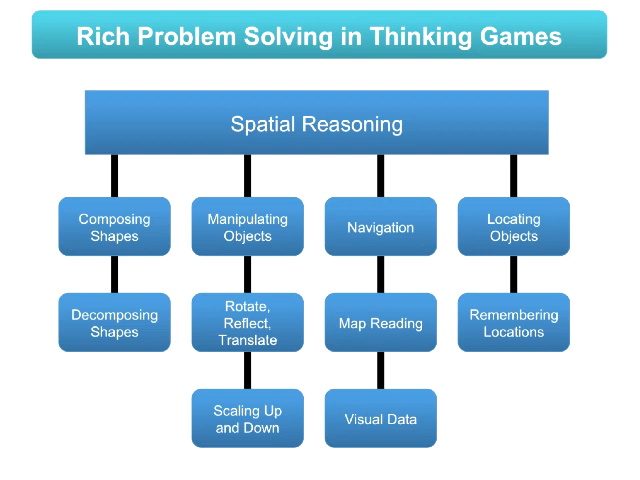 Rich Problem Solving in Thinking Games
Spatial Reasoning
Composing
Shapes
Manipulating
Objects
Navigation
Locating
Objects
Decomposing
Shapes
Rotate,
Reflect,
Translate
Map Reading
Remembering
Locations
Scaling Up
and Down
Visual Data